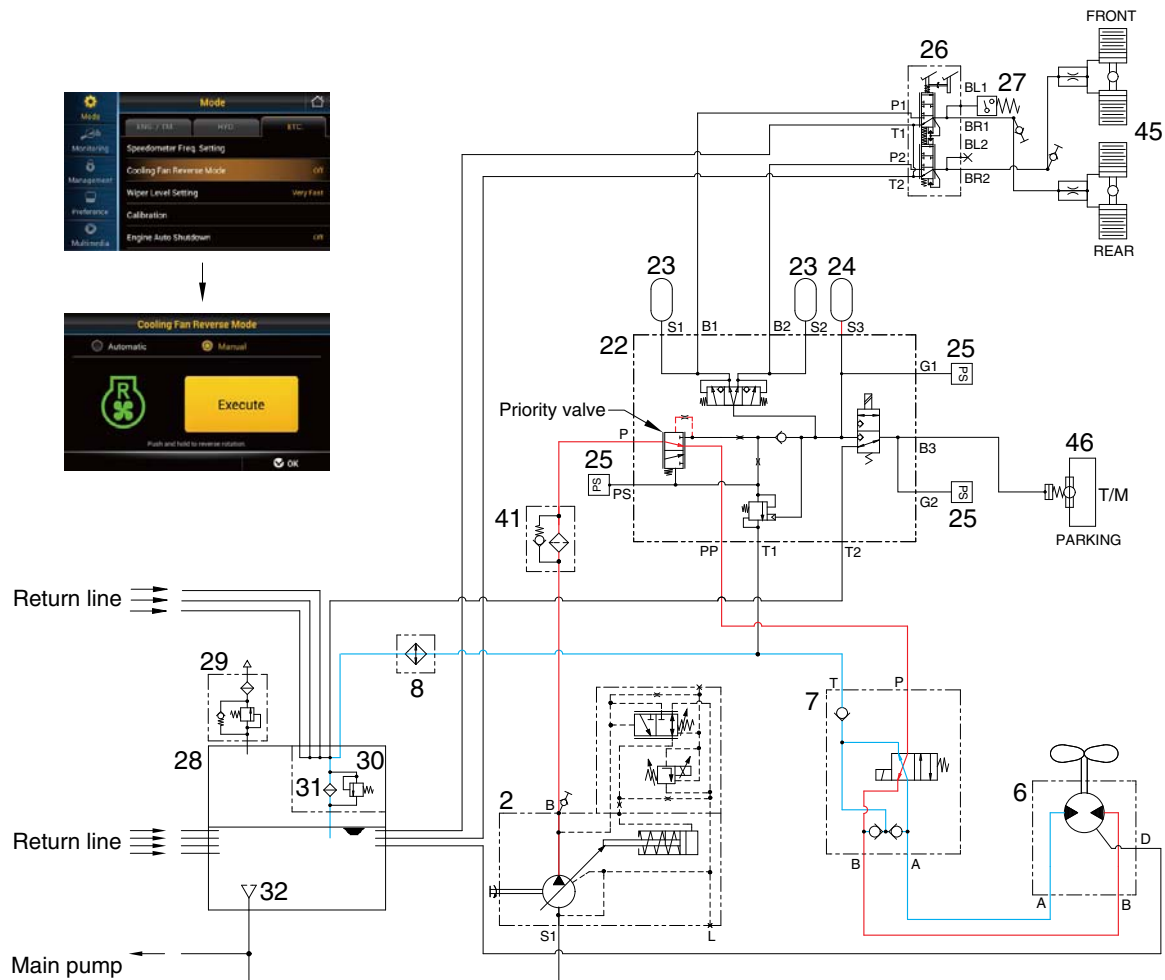 FRONT
26
BL1
27
P1
T1
BR1
BL2
P2
T2
BR2
45
REAR
Mode
Mode
ENG / TM
HYD.
ETC.
Monitoring
Speedometer Freq. Setting
Cooling Fan Reverse Mode
Off
Management
Wiper Level Setting
Very Fast
Preference
Calibration
Multimedia
Engine Auto Shutdown
Off
Cooling Fan Reverse Mode
Automatic
Manual
R
Execute
Push and hold to reverse rotation.
OK
23
23
24
S1
B1
B2
S2
S3
22
G1
25
PS
Priority valve
P
25
PS
PS
B3
46
T/M
PARKING
G2
25
PS
41
PP
T1
T2
Return line
8
29
28
30
31
Return line
32
Main pump
2
B
S1
L
T
P
7
B
A
6
D
A
B